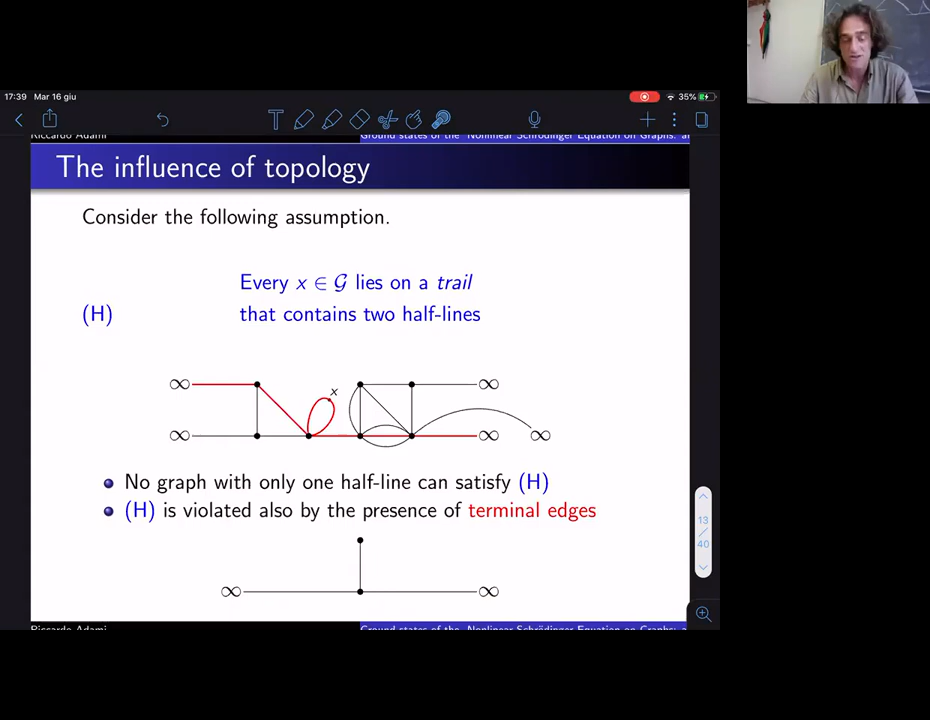 17:39 Mar 16 giu
35%
Riccardo Adami
Ground states of the Nonlinear Schrödinger Equation on Graphs: a
The influence of topology
Consider the following assumption.
Every x ∈ 𝒢 lies on a trail
(H) that contains two half-lines
x
∞ ∞
∞ ∞ ∞
No graph with only one half-line can satisfy (H)
(H) is violated also by the presence of terminal edges
∞ ∞
13
/
40
Riccardo Adami
Ground states of the Nonlinear Schrödinger Equation on Graphs: a